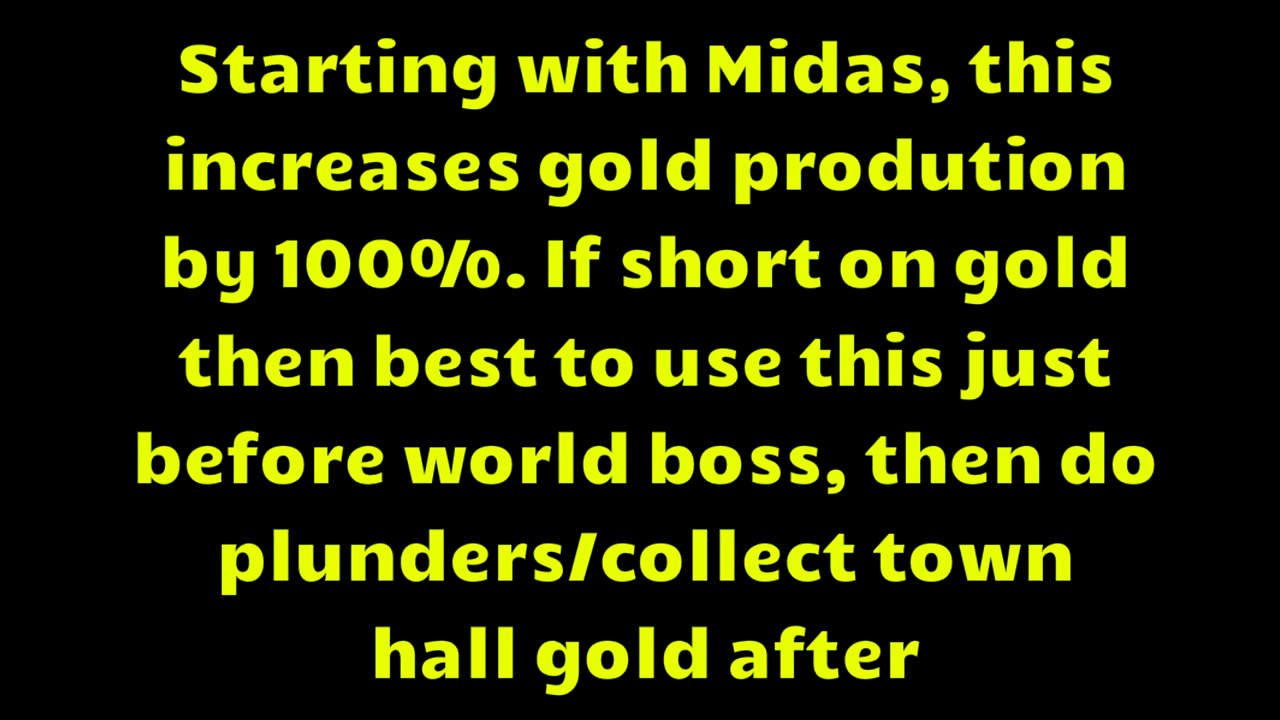 Starting with Midas, this
increases gold prodution
by 100%. If short on gold
then best to use this just
before world boss, then do
plunders/collect town
hall gold after